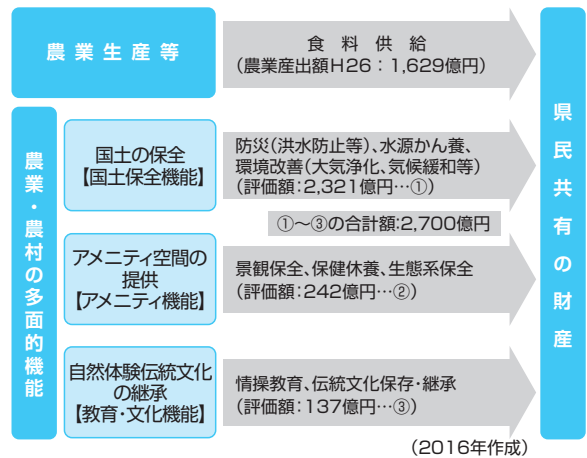 農業生産等
食料供給
（農業産出額H26：1,629億円）
農業・農村の多面的機能
国土の保全
【国土保全機能】
防災（洪水防止等）、水源かん養、
環境改善（大気浄化、気候緩和等）
（評価額：2,321億円…①）
①〜③の合計額：2,700億円
アメニティ空間の
提供
【アメニティ機能】
景観保全、保健休養、生態系保全
（評価額：242億円…②）
自然体験伝統文化
の継承
【教育・文化機能】
情操教育、伝統文化保存・継承
（評価額：137億円…③）
県民共有の財産
（2016年作成）